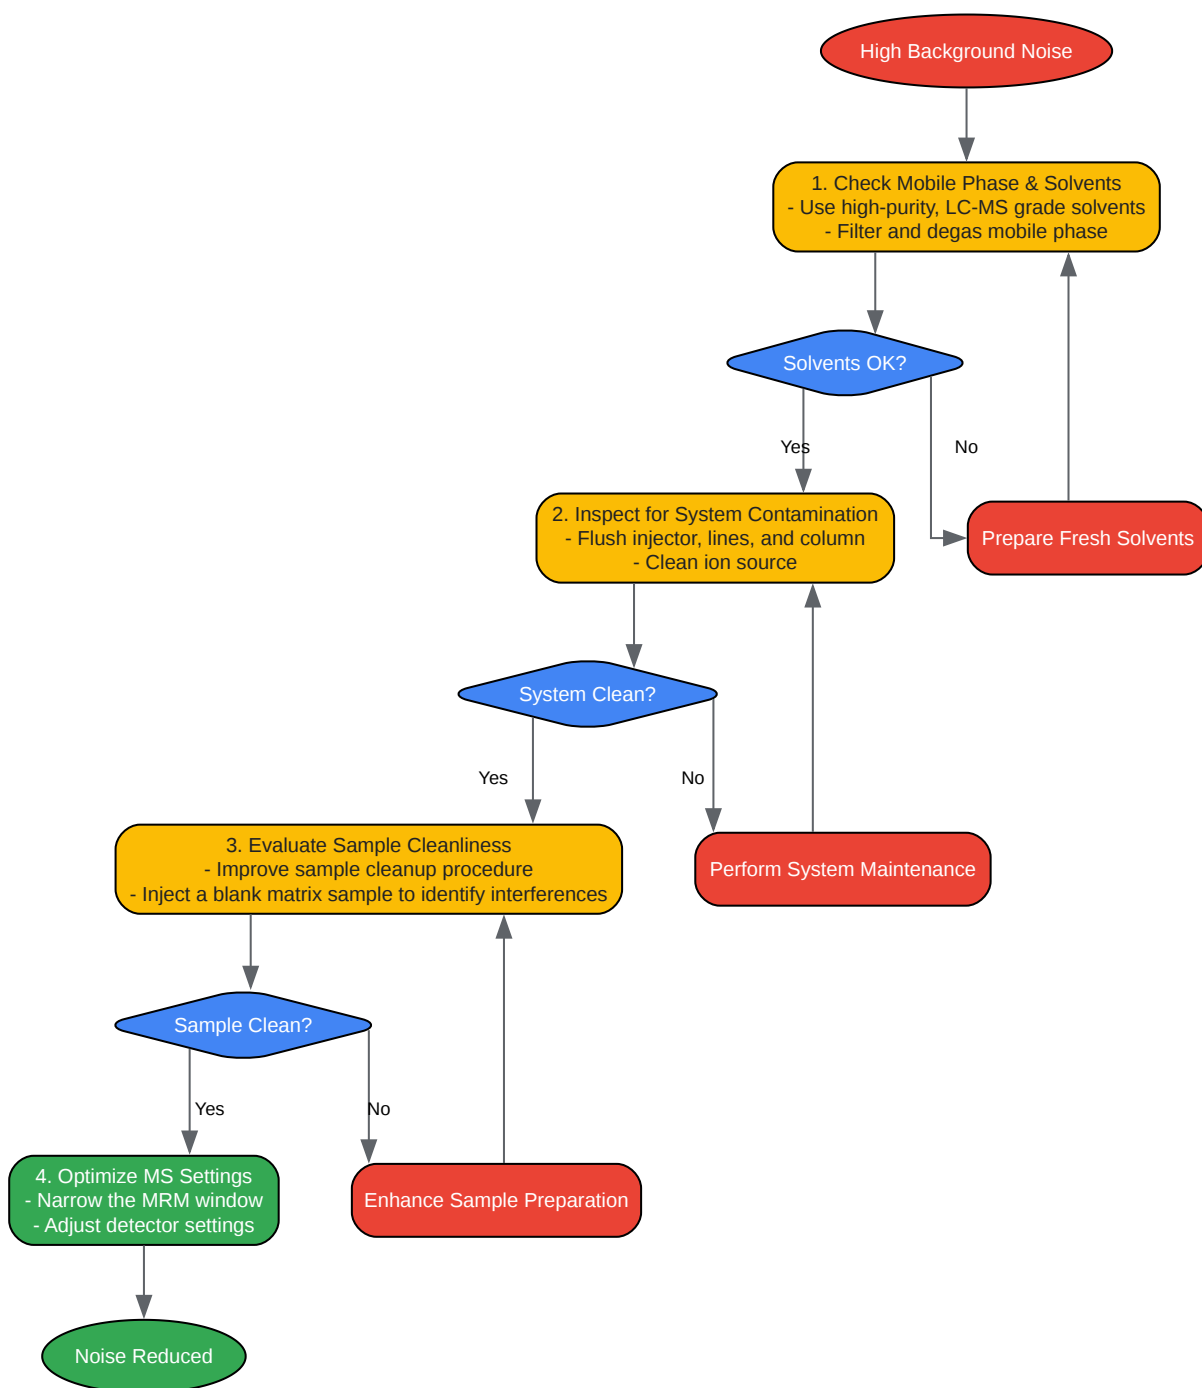 High Background Noise
1. Check Mobile Phase & Solvents
- Use high-purity, LC-MS grade solvents
- Filter and degas mobile phase
Solvents OK?
Yes
No
2. Inspect for System Contamination
- Flush injector, lines, and column
- Clean ion source
Prepare Fresh Solvents
System Clean?
Yes
No
3. Evaluate Sample Cleanliness
- Improve sample cleanup procedure
- Inject a blank matrix sample to identify interferences
Perform System Maintenance
Sample Clean?
Yes
No
4. Optimize MS Settings
- Narrow the MRM window
- Adjust detector settings
Enhance Sample Preparation
Noise Reduced